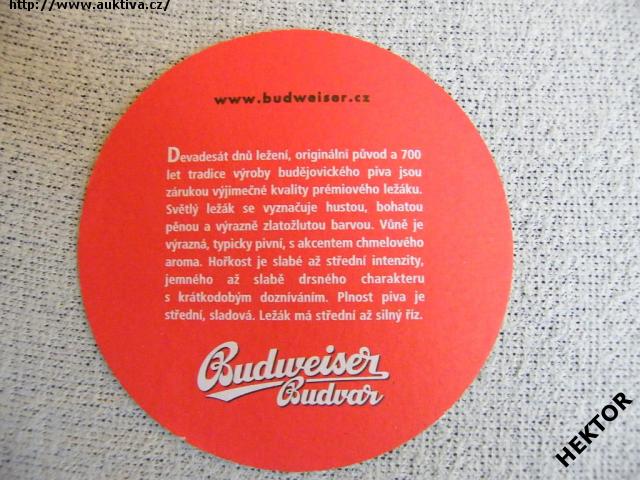 http://www.auktiva.cz/
www.budweiser.cz
Devadesát dnů ležení, originální původ a 700
let tradice výroby budějovického piva jsou
zárukou výjimečné kvality prémiového ležáku.
Světlý ležák se vyznačuje hustou, bohatou
pěnou a výrazně zlatožlutou barvou. Vůně je
výrazná, typicky pivní, s akcentem chmelového
aroma. Hořkost je slabé až střední intenzity,
jemného až slabě drsného charakteru
s krátkodobým dozníváním. Plnost piva je
střední, sladová. Ležák má střední až silný říz.
Budweiser
Budvar
HEKTOR